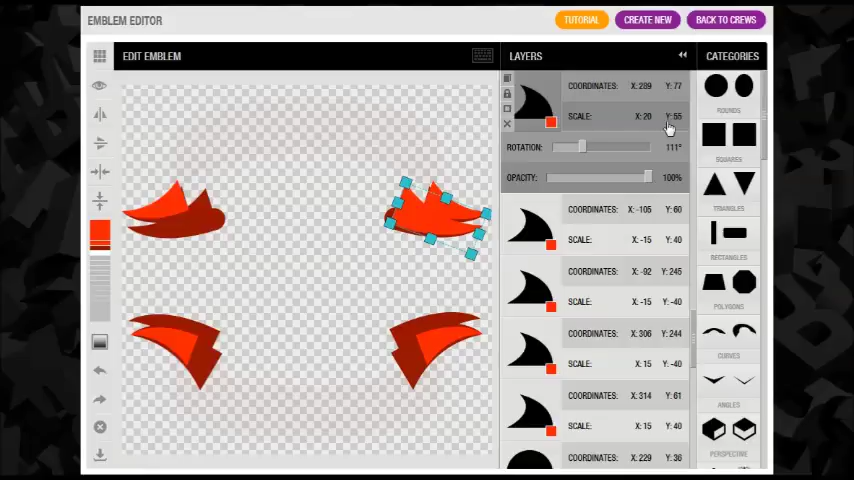 EMBLEM EDITOR
TUTORIAL
CREATE NEW
BACK TO CREWS
EDIT EMBLEM
LAYERS
CATEGORIES
COORDINATES: X: 289 Y: 77
SCALE: X: 20 Y: 55
ROTATION: 111°
OPACITY: 100%
COORDINATES: X: -105 Y: 60
SCALE: X: -15 Y: 40
COORDINATES: X: -92 Y: 245
SCALE: X: -15 Y: -40
COORDINATES: X: 306 Y: 244
SCALE: X: 15 Y: -40
COORDINATES: X: 314 Y: 61
SCALE: X: 15 Y: 40
COORDINATES: X: 229 Y: 36
ROUNDS
SQUARES
TRIANGLES
RECTANGLES
POLYGONS
CURVES
ANGLES
PERSPECTIVE